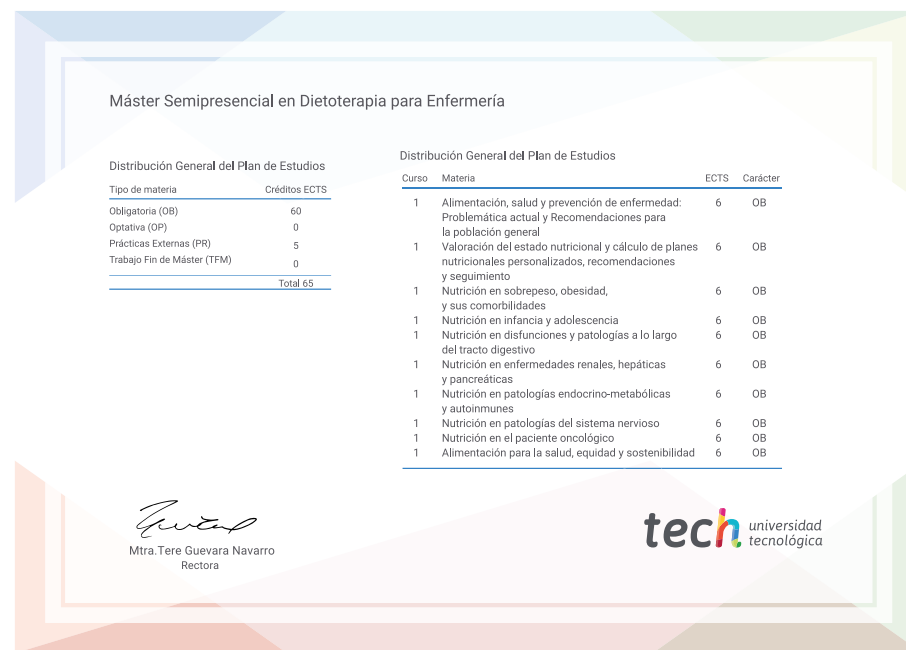 Máster Semipresencial en Dietoterapia para Enfermería
Distribución General del Plan de Estudios
Tipo de materia Créditos ECTS
Obligatoria (OB) 60
Optativa (OP) 0
Prácticas Externas (PR) 5
Trabajo Fin de Máster (TFM) 0
Total 65
Distribución General del Plan de Estudios
Curso Materia ECTS Carácter
1 Alimentación, salud y prevención de enfermedad: 6 OB
Problemática actual y Recomendaciones para
la población general
1 Valoración del estado nutricional y cálculo de planes 6 OB
nutricionales personalizados, recomendaciones
y seguimiento
1 Nutrición en sobrepeso, obesidad, 6 OB
y sus comorbilidades
1 Nutrición en infancia y adolescencia 6 OB
1 Nutrición en disfunciones y patologías a lo largo 6 OB
del tracto digestivo
1 Nutrición en enfermedades renales, hepáticas 6 OB
y pancreáticas
1 Nutrición en patologías endocrino-metabólicas 6 OB
y autoinmunes
1 Nutrición en patologías del sistema nervioso 6 OB
1 Nutrición en el paciente oncológico 6 OB
1 Alimentación para la salud, equidad y sostenibilidad 6 OB
Mtra.Tere Guevara Navarro
Rectora
tech universidad
tecnológica